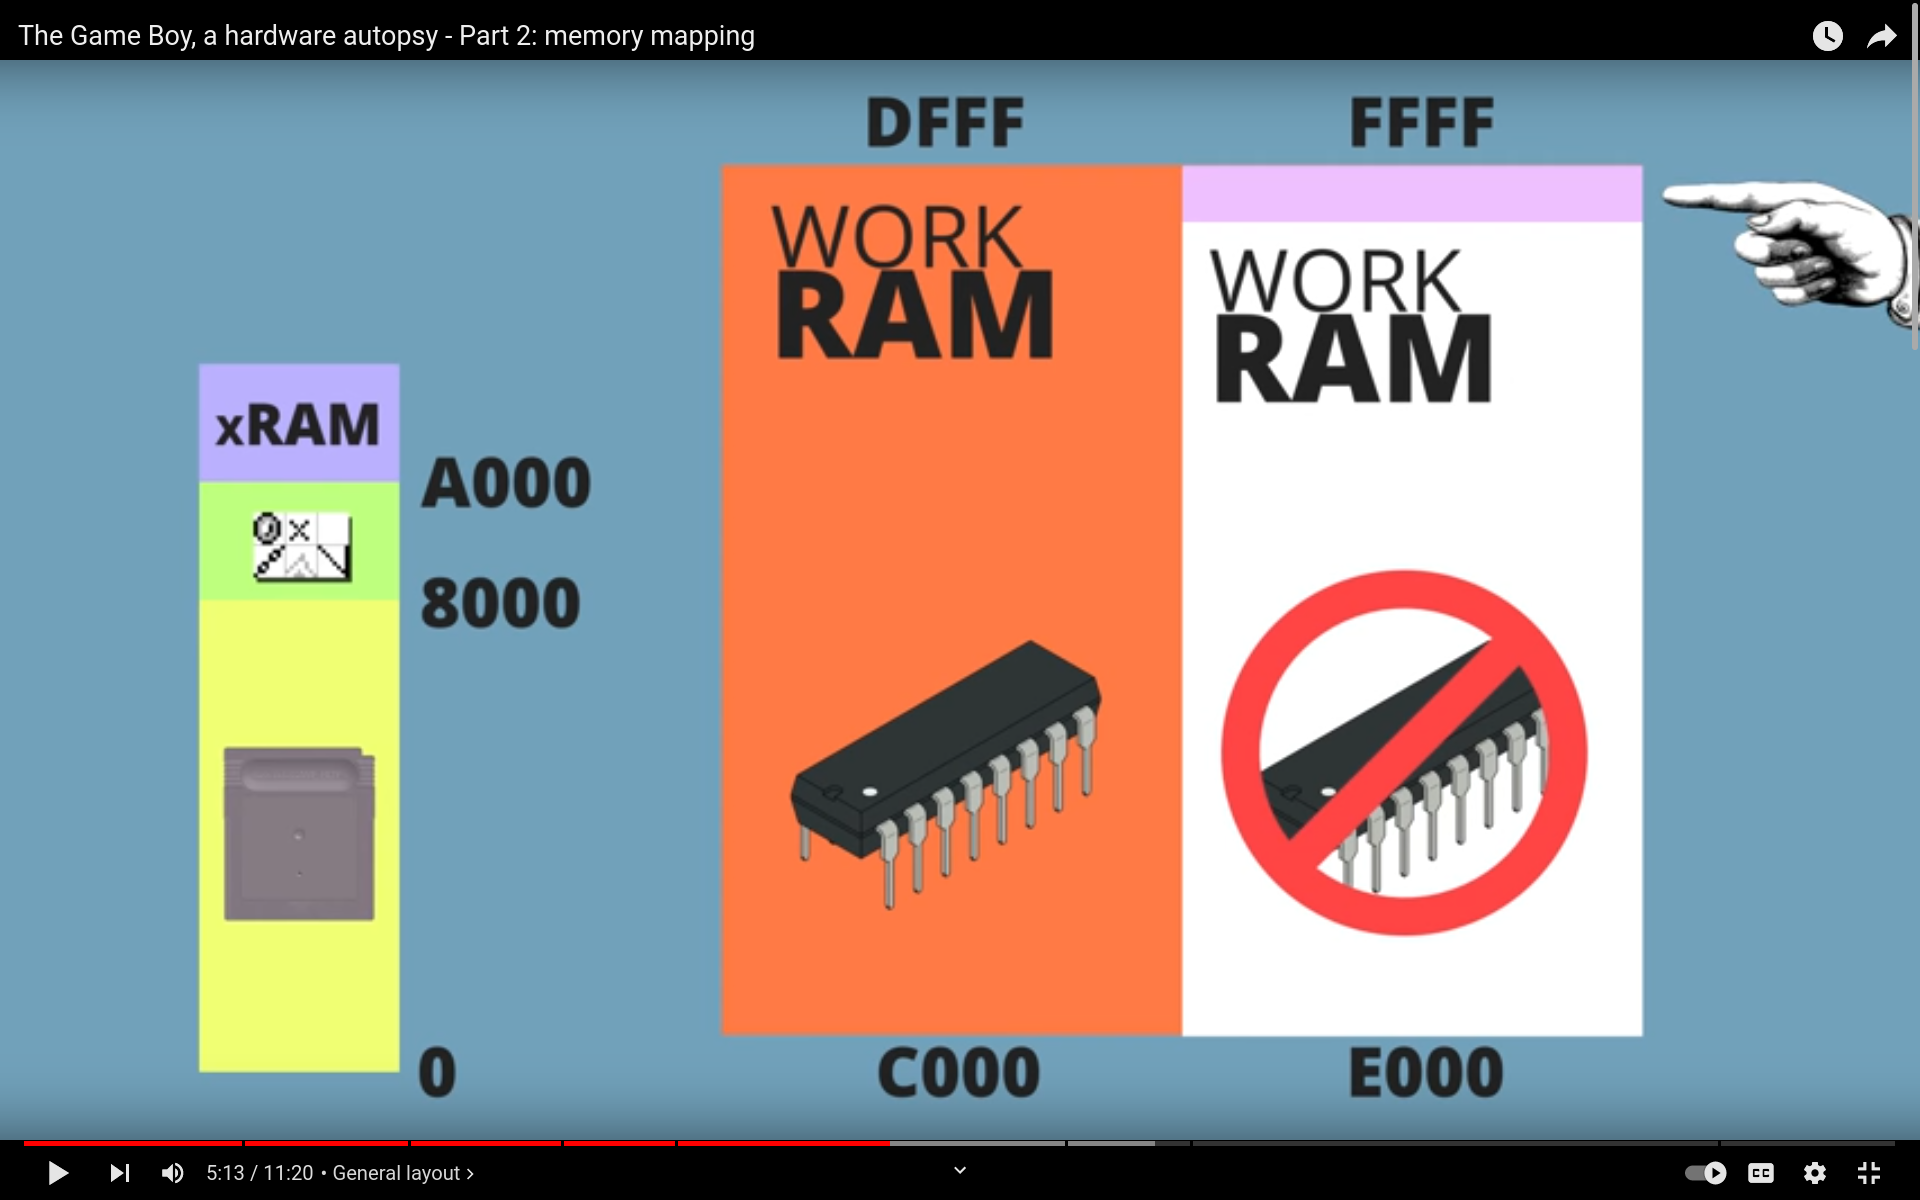 The Game Boy, a hardware autopsy - Part 2: memory mapping
DFFF
FFFF
WORK
RAM
WORK
RAM
xRAM
A000
8000
0
C000
E000
5:13 / 11:20 • General layout ›
CC